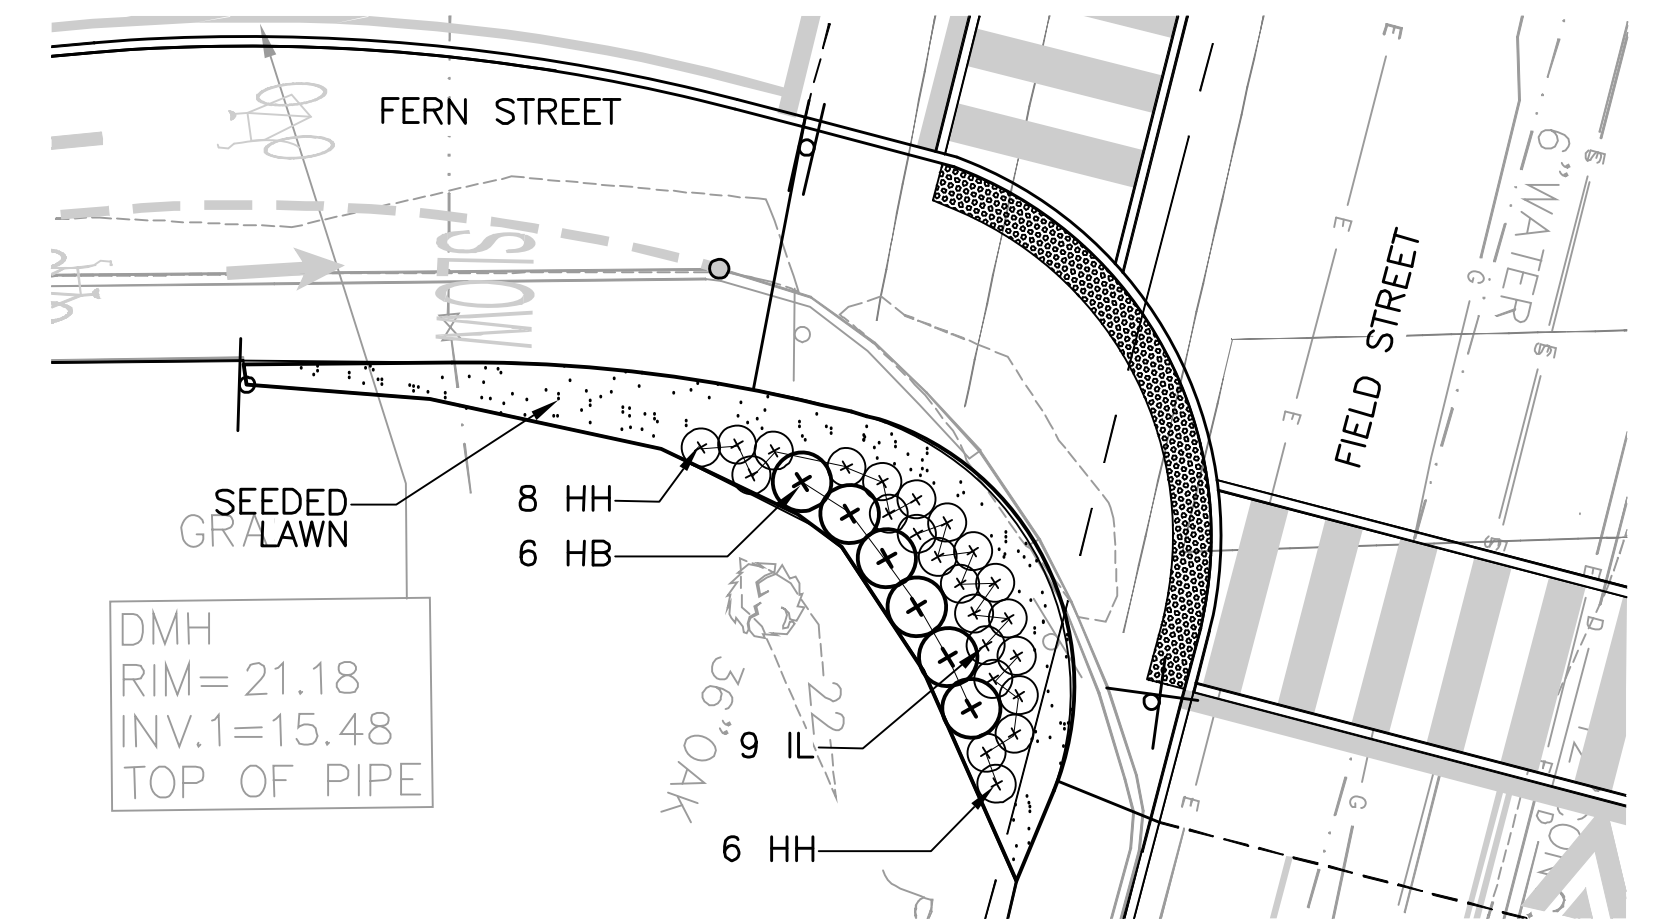 FERN STREET
SLOW
6" WATER
FIELD STREET
E
E
E
E
E
G
G
SEEDED
LAWN
GRA
8 HH
6 HB
DMH
RIM= 21.18
INV.1=15.48
TOP OF PIPE
36" OAK
22
9 IL
6 HH